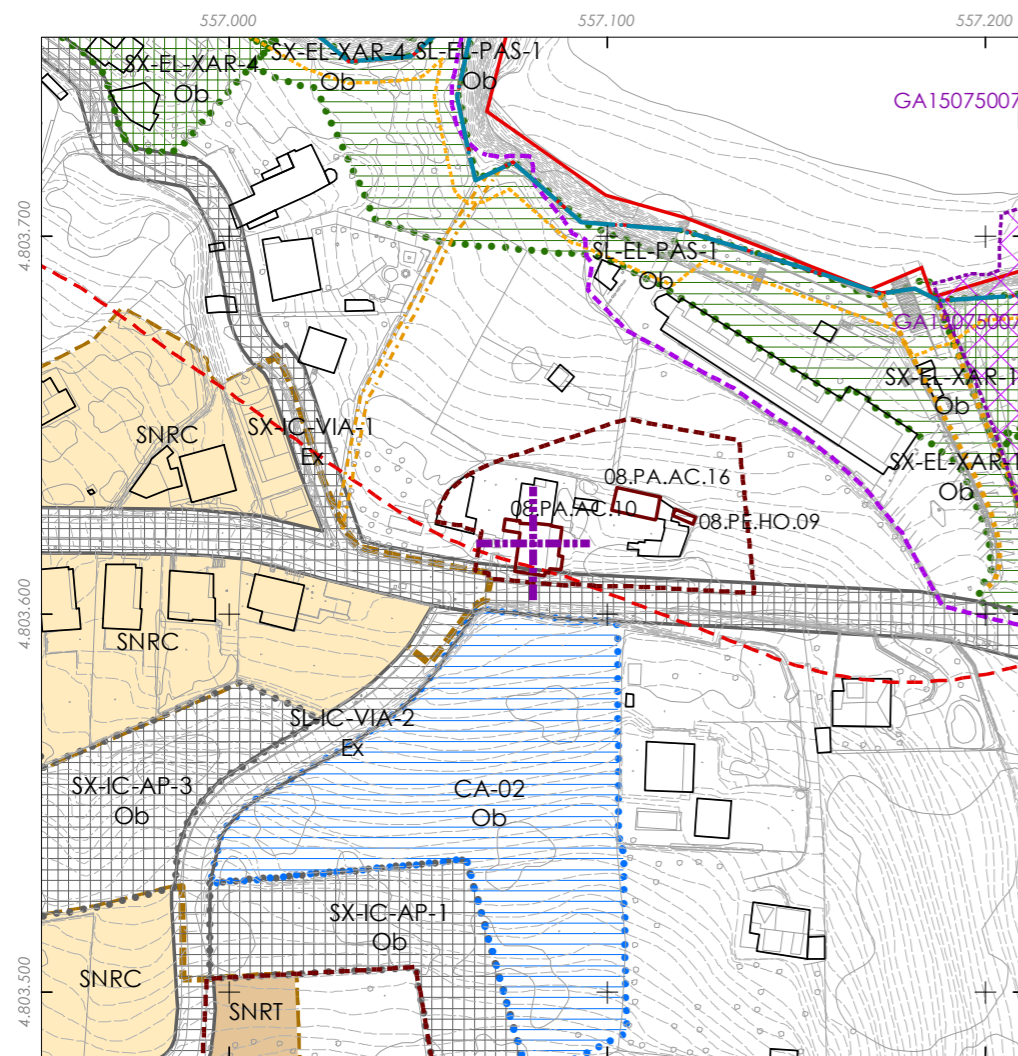 557.000
557.100
557.200
SX-EL-XAR-4
Ob
SX-EL-XAR-4
Ob
SL-EL-PAS-1
Ob
GA15075007
4.803.700
SL-EL-PAS-1
Ob
GA15075007
SX-EL-XAR-1
Ob
SNRC
SX-IC-VIA-1
Ex
SX-EL-XAR-1
Ob
08.PA.AC.16
08.PA.AC.10
08.PE.HO.09
4.803.600
SNRC
SL-IC-VIA-2
Ex
SX-IC-AP-3
Ob
CA-02
Ob
SX-IC-AP-1
Ob
SNRC
4.803.500
SNRT